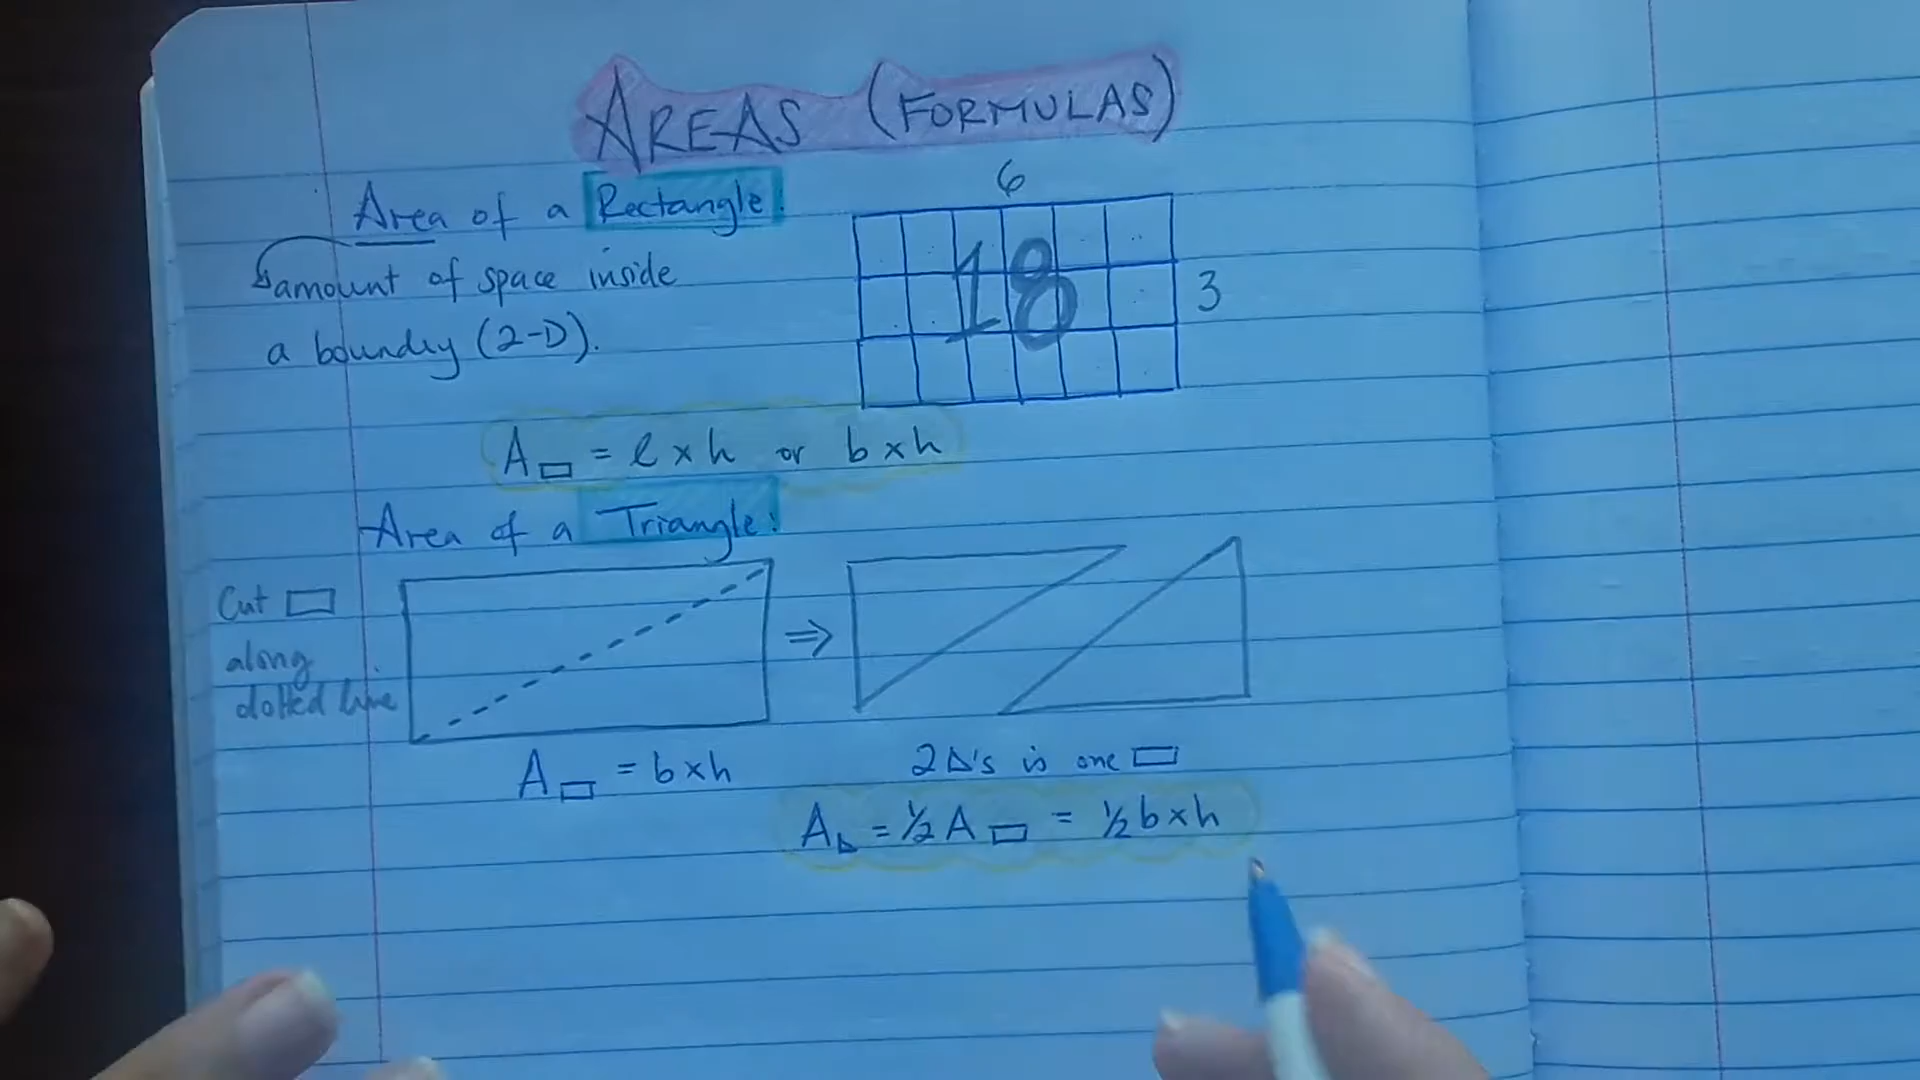 AREAS (FORMULAS)
Area of a Rectangle:
amount of space inside
a boundry (2-D).
6
18
3
A▭ = l × h or b × h
Area of a Triangle:
Cut ▭
along
dotted line
⇒
A▭ = b × h
2 △'s is one ▭
A◺ = ½ A▭ = ½ b × h